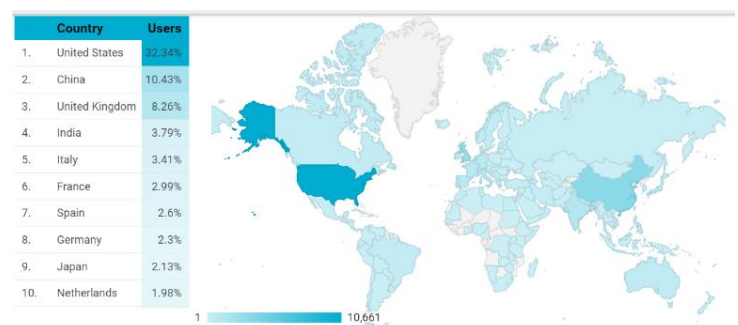 Country Users
1. United States 32.34%
2. China 10.43%
3. United Kingdom 8.26%
4. India 3.79%
5. Italy 3.41%
6. France 2.99%
7. Spain 2.6%
8. Germany 2.3%
9. Japan 2.13%
10. Netherlands 1.98%
1 10,661